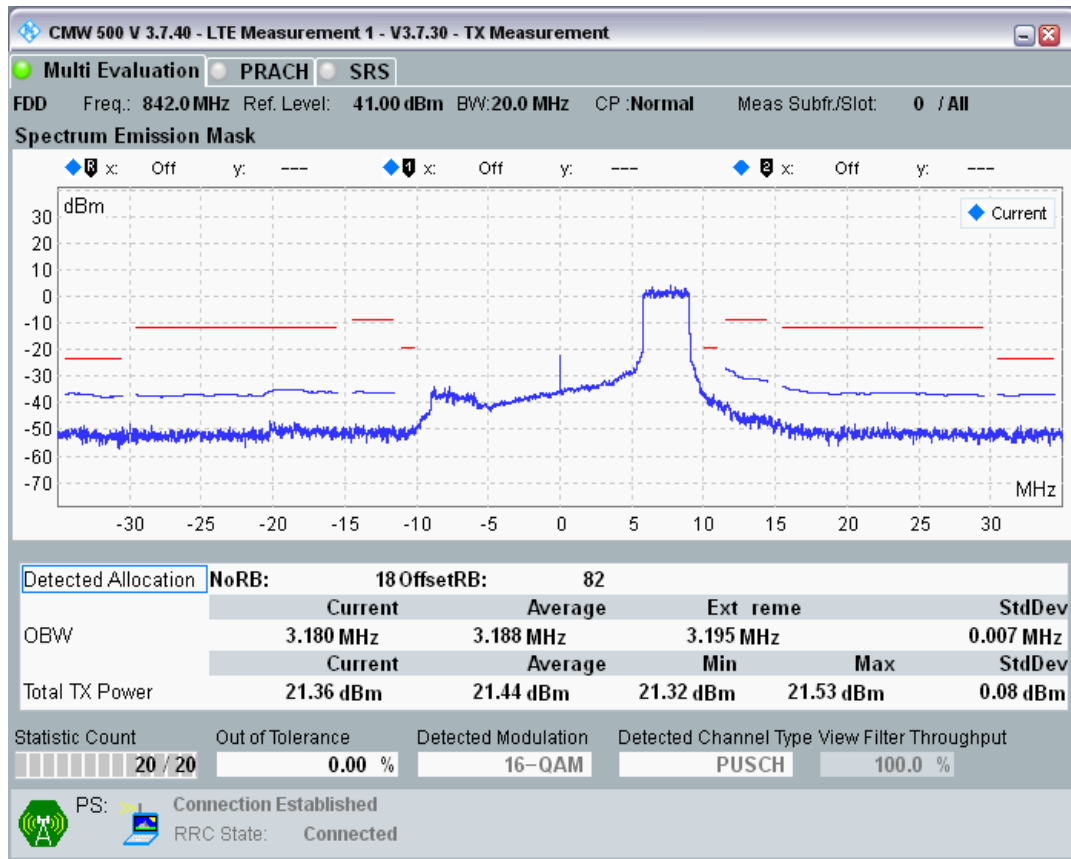 CMW 500 V 3.7.40 - LTE Measurement 1 - V3.7.30 - TX Measurement
Multi Evaluation PRACH SRS
FDD Freq.: 842.0 MHz Ref. Level: 41.00 dBm BW:20.0 MHz CP :Normal Meas Subfr./Slot: 0 / All
Spectrum Emission Mask
R x: Off y: --- 1 x: Off y: --- 2 x: Off y: ---
dBm
Current
30
20
10
0
-10
-20
-30
-40
-50
-60
-70
MHz
-30 -25 -20 -15 -10 -5 0 5 10 15 20 25 30
Detected Allocation NoRB: 18 OffsetRB: 82
Current Average Ext reme StdDev
OBW 3.180 MHz 3.188 MHz 3.195 MHz 0.007 MHz
Current Average Min Max StdDev
Total TX Power 21.36 dBm 21.44 dBm 21.32 dBm 21.53 dBm 0.08 dBm
Statistic Count Out of Tolerance Detected Modulation Detected Channel Type View Filter Throughput
20 / 20 0.00 % 16-QAM PUSCH 100.0 %
PS: Connection Established
RRC State: Connected